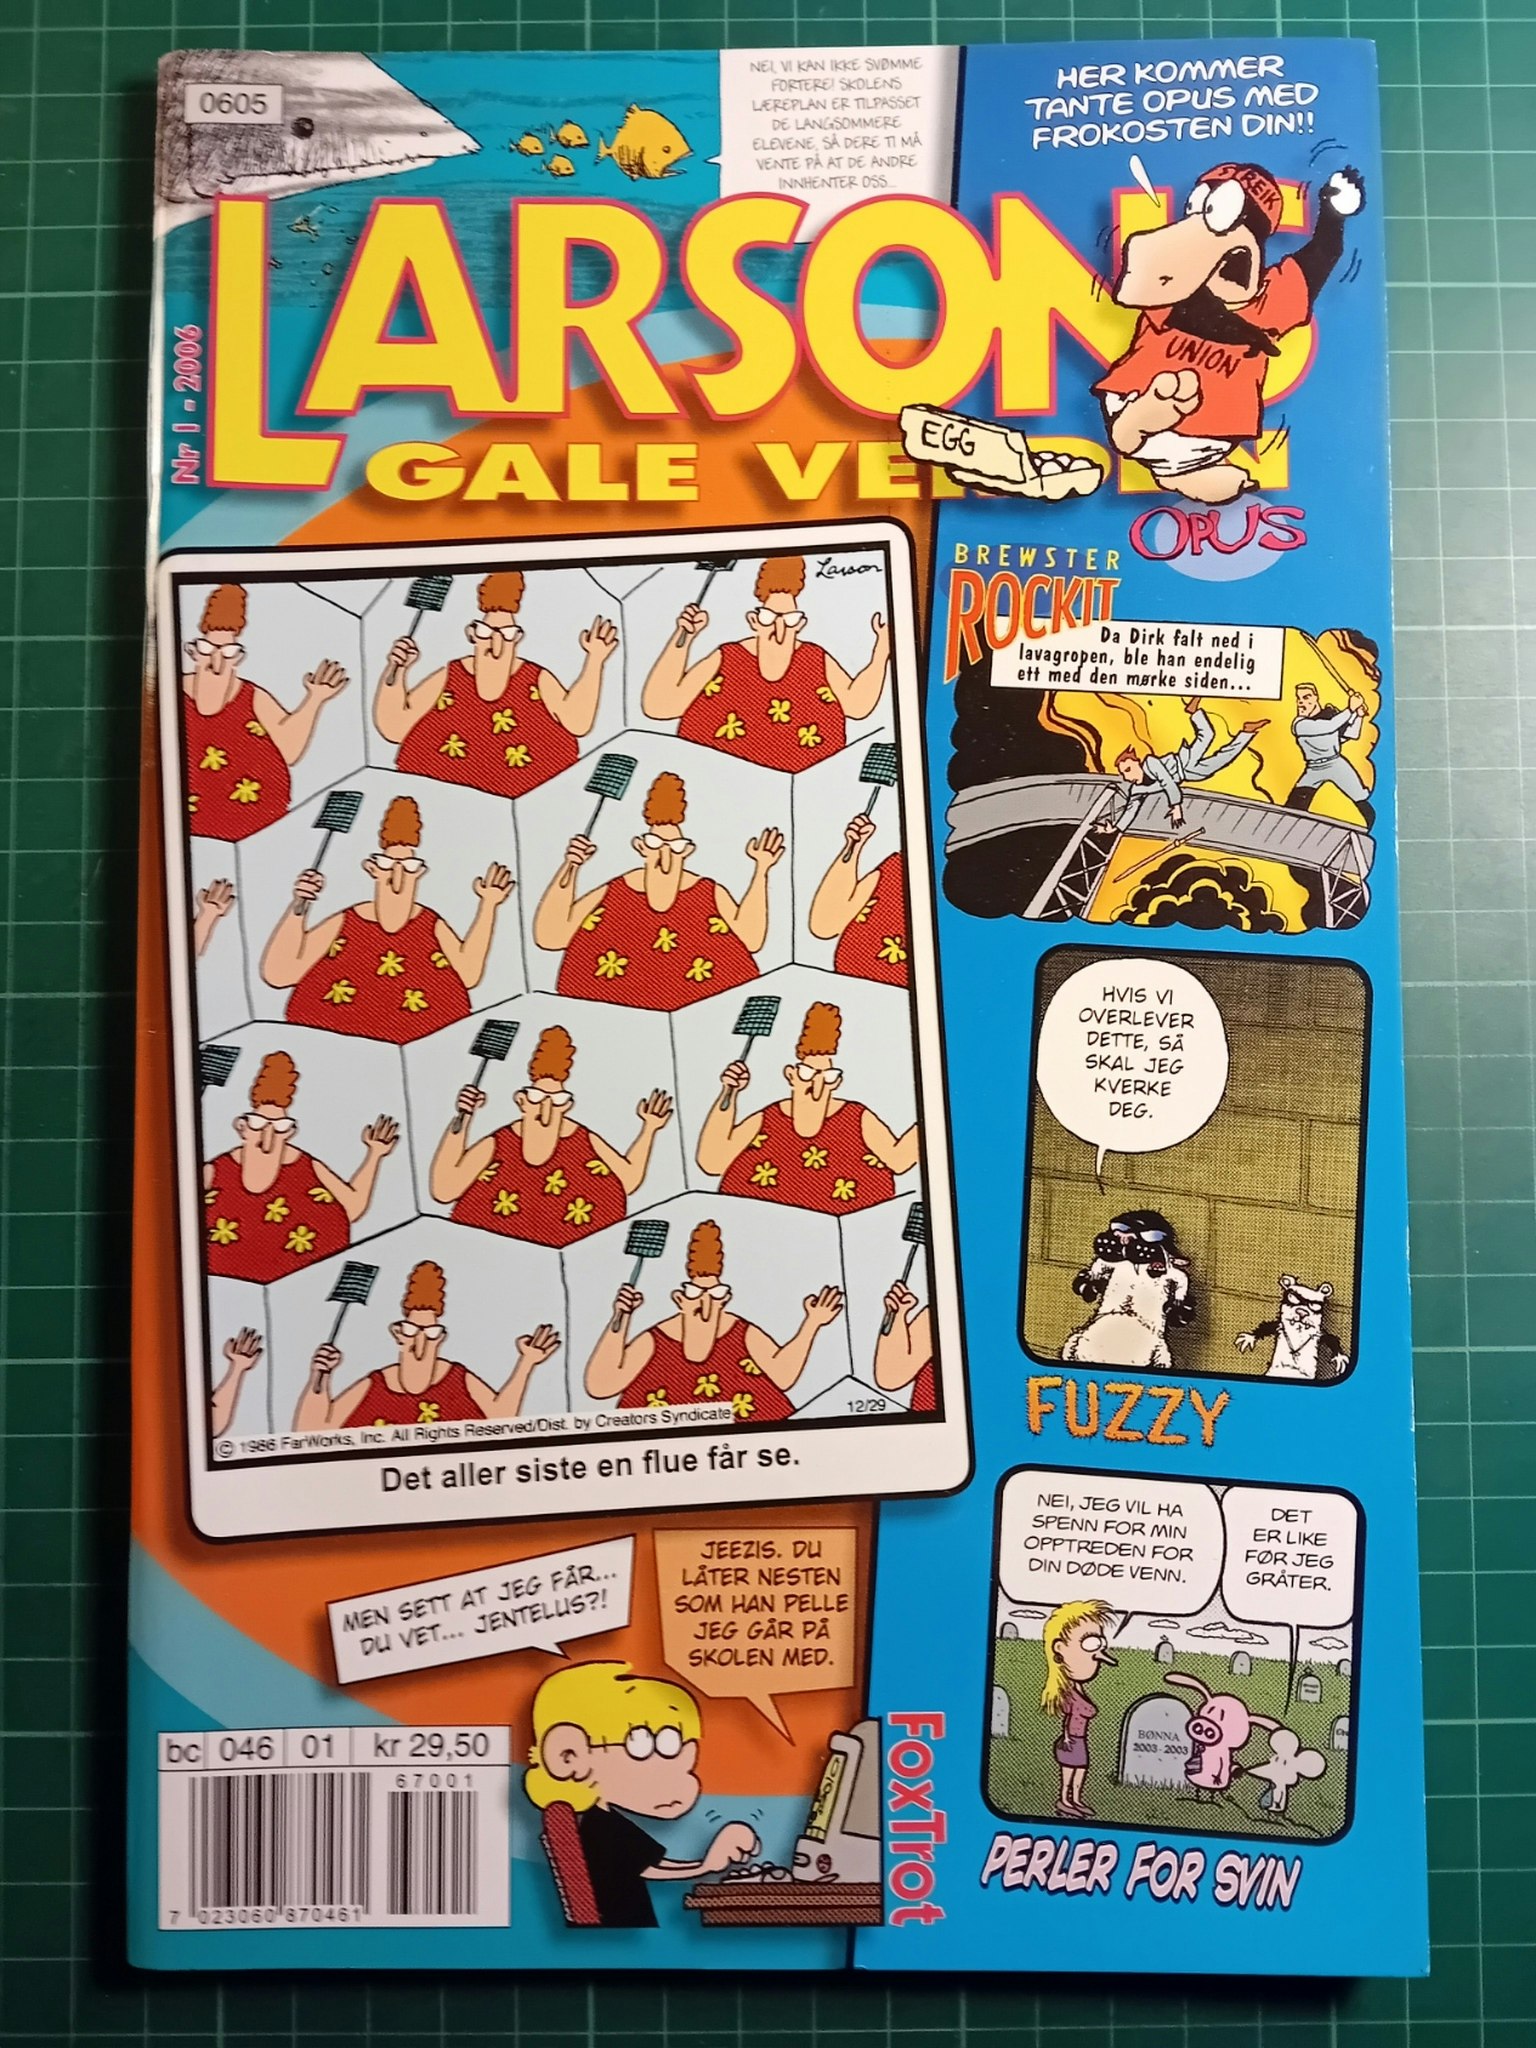 0605
NEI, VI KAN IKKE SVØMME
FORTERE! SKOLENS
LÆREPLAN ER TILPASSET
DE LANGSOMMERE
ELEVENE, SÅ DERE TI MÅ
VENTE PÅ AT DE ANDRE
INNHENTER OSS...
HER KOMMER
TANTE OPUS MED
FROKOSTEN DIN!!
STREIK
UNION
EGG
OPUS
Nr 1 - 2006
LARSONS
GALE VERDEN
Larson
12/29
© 1986 FarWorks, Inc. All Rights Reserved/Dist. by Creators Syndicate
Det aller siste en flue får se.
BREWSTER
ROCKIT
Da Dirk falt ned i
lavagropen, ble han endelig
ett med den mørke siden...
HVIS VI
OVERLEVER
DETTE, SÅ
SKAL JEG
KVERKE
DEG.
FUZZY
NEI, JEG VIL HA
SPENN FOR MIN
OPPTREDEN FOR
DIN DØDE VENN.
DET
ER LIKE
FØR JEG
GRÅTER.
BØNNA
2003-2003
PERLER FOR SVIN
MEN SETT AT JEG FÅR...
DU VET... JENTELUS?!
JEEZIS. DU
LÅTER NESTEN
SOM HAN PELLE
JEG GÅR PÅ
SKOLEN MED.
FoxTrot
bc 046 01 kr 29,50
67001
7 023060 870461